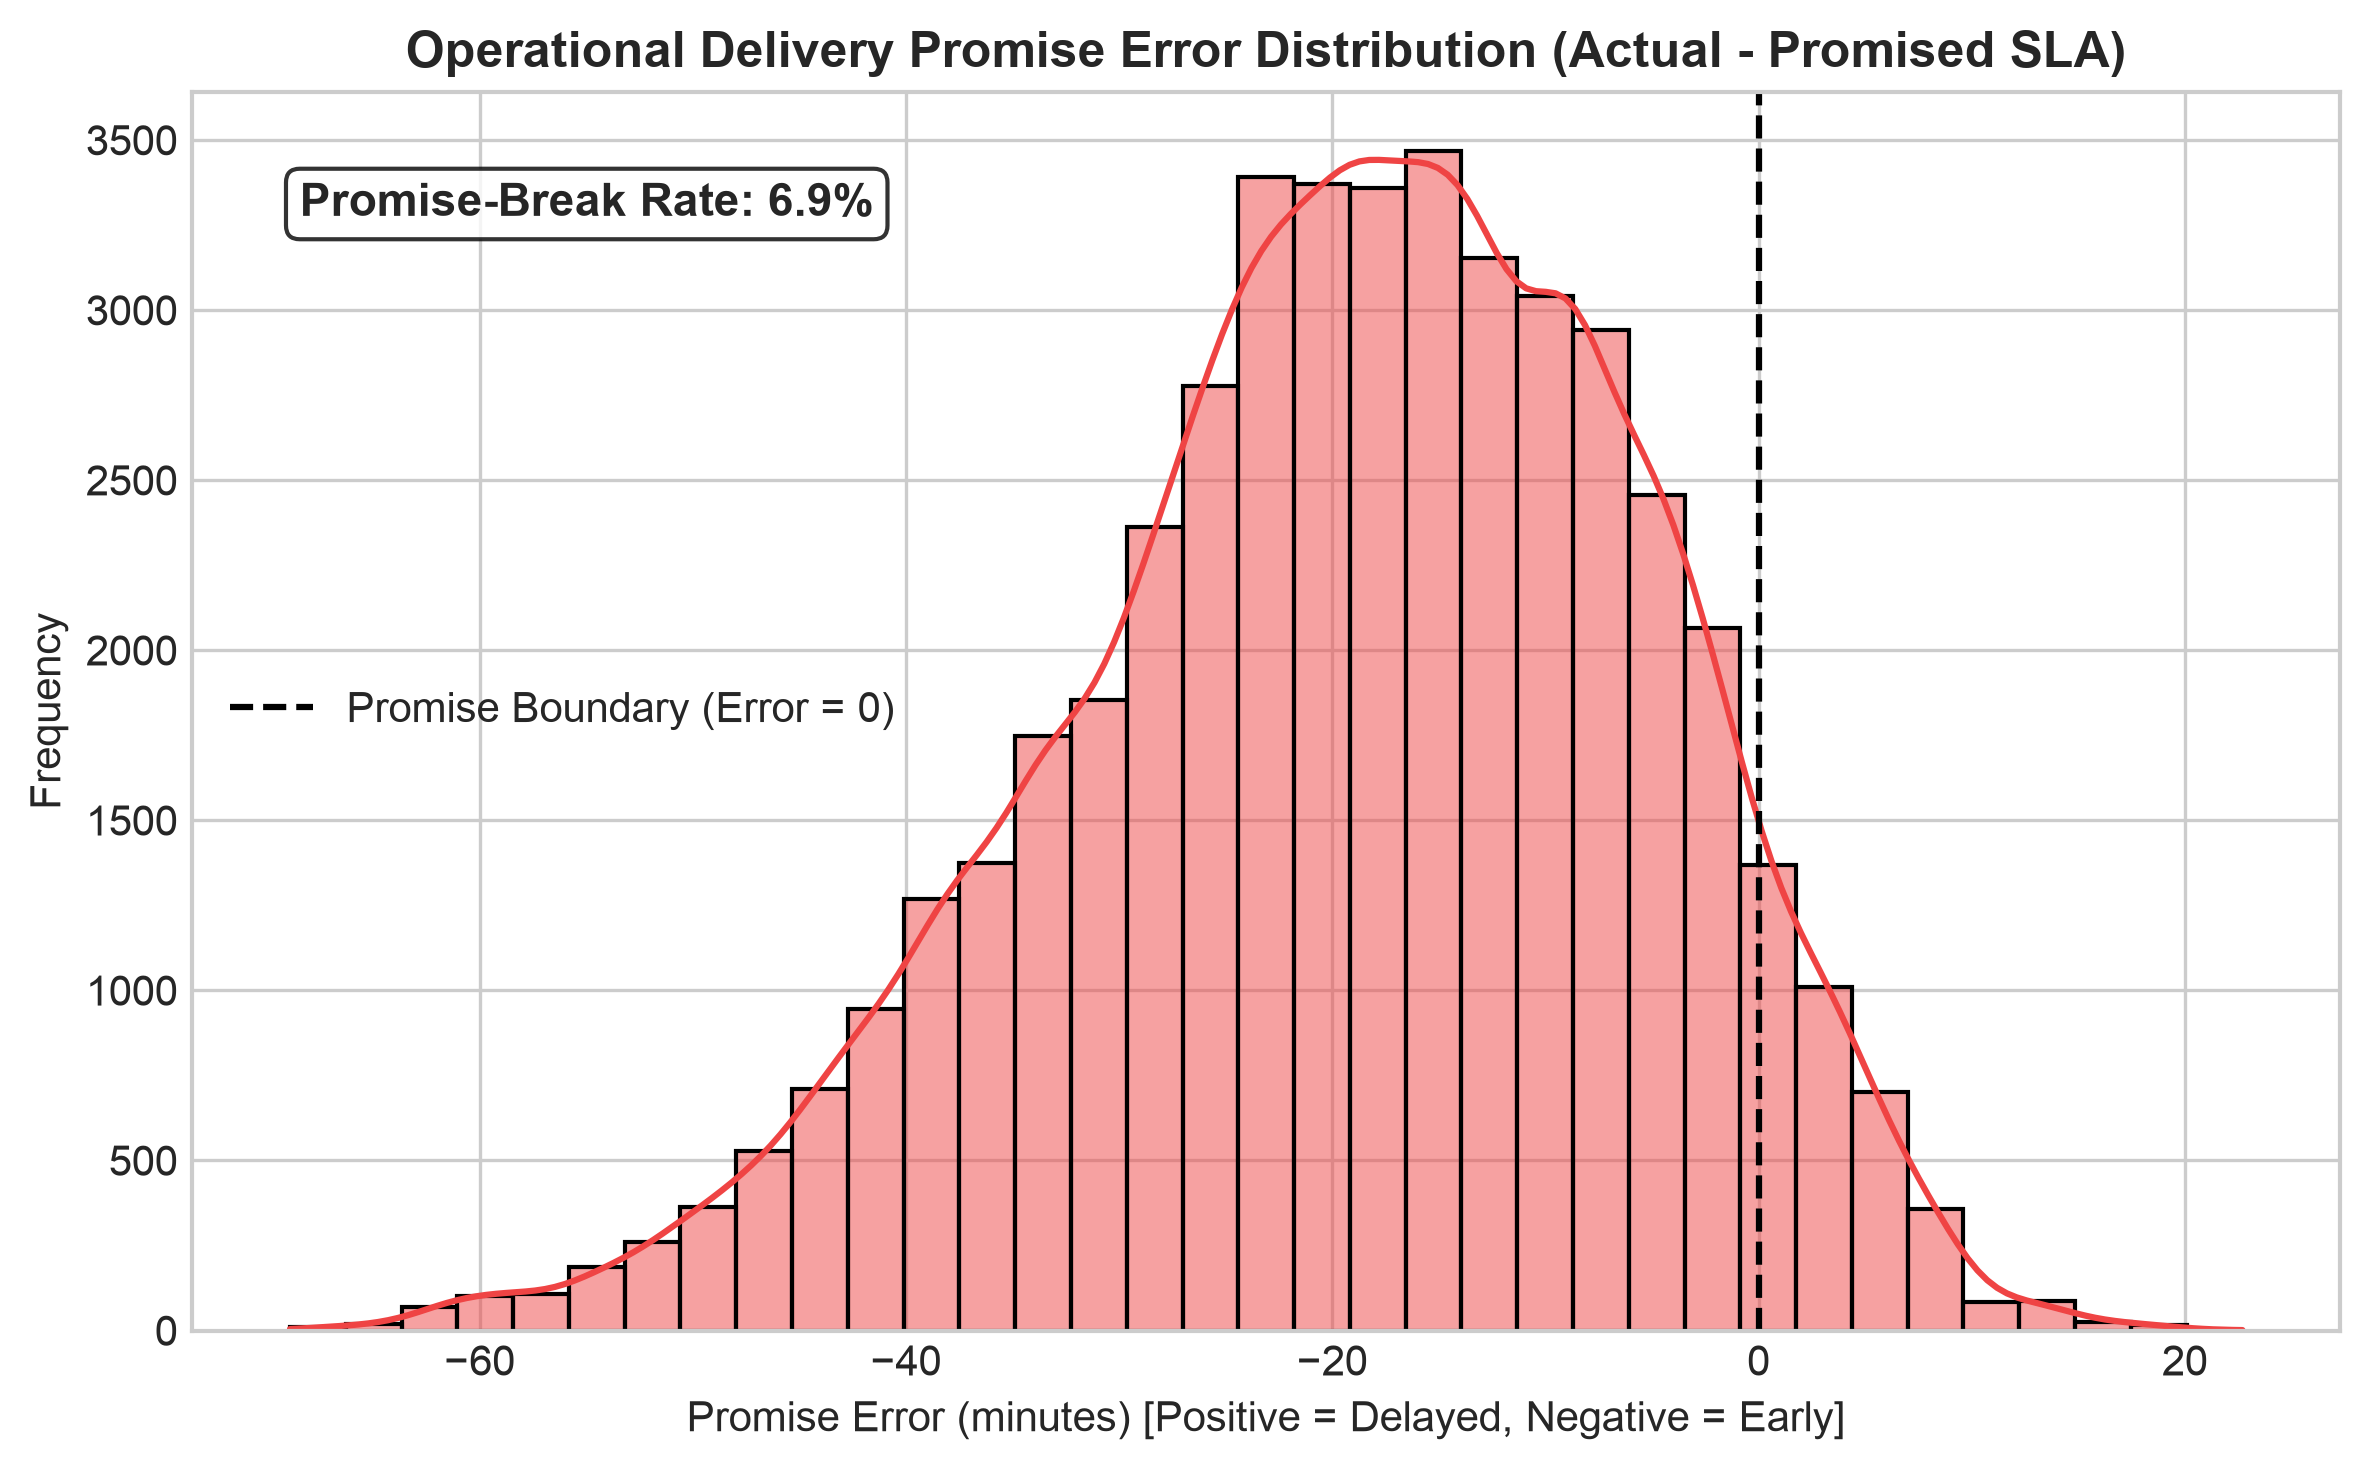 Operational Delivery Promise Error Distribution (Actual - Promised SLA)
3500
Promise-Break Rate: 6.9%
3000
2500
2000
Promise Boundary (Error = 0)
Frequency
1500
1000
500
0
−60 −40 −20 0 20
Promise Error (minutes) [Positive = Delayed, Negative = Early]